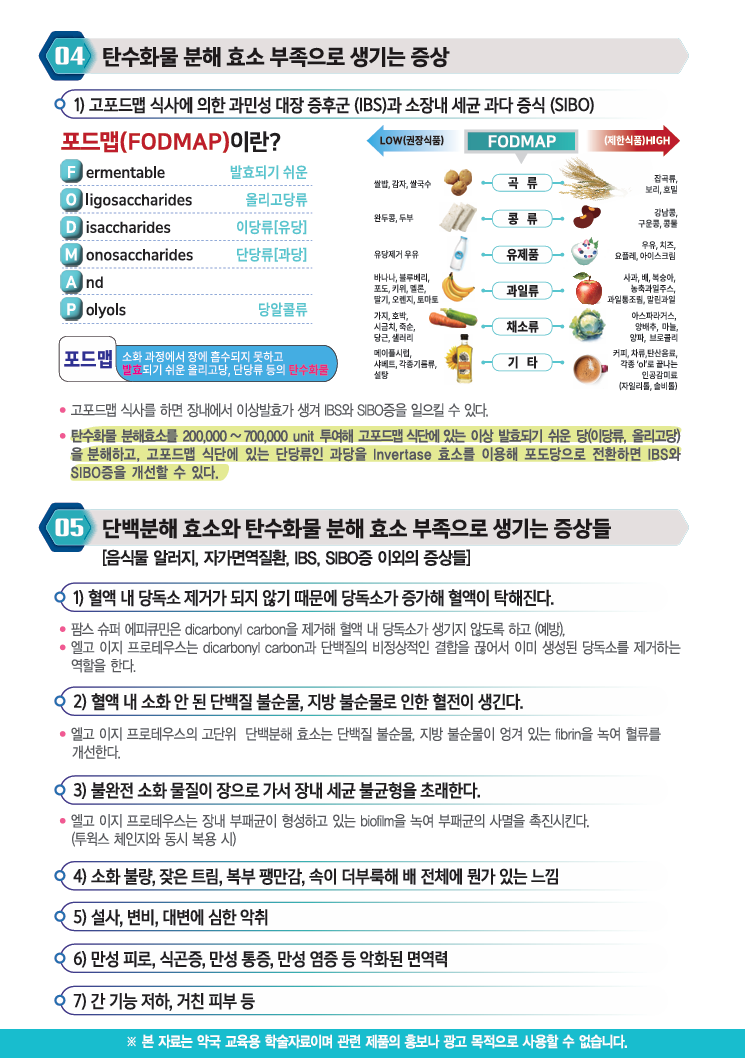 04 탄수화물 분해 효소 부족으로 생기는 증상
1) 고포드맵 식사에 의한 과민성 대장 증후군 (IBS)과 소장내 세균 과다 증식 (SIBO)
포드맵(FODMAP)이란?
F ermentable 발효되기 쉬운
O ligosaccharides 올리고당류
D isaccharides 이당류[유당]
M onosaccharides 단당류[과당]
A nd
P olyols 당알콜류
포드맵
소화 과정에서 장에 흡수되지 못하고
발효되기 쉬운 올리고당, 단당류 등의 탄수화물
LOW(권장식품) FODMAP (제한식품)HIGH
쌀밥, 감자, 쌀국수
곡 류
잡곡류,
보리, 호밀
완두콩, 두부
콩 류
강낭콩,
구운콩, 콩물
유당제거 우유
유제품
우유, 치즈,
요플레, 아이스크림
바나나, 블루베리,
포도, 키위, 멜론,
딸기, 오렌지, 토마토
과일류
사과, 배, 복숭아,
농축과일주스,
과일통조림, 말린과일
가지, 호박,
시금치, 죽순,
당근, 샐러리
채소류
아스파라거스,
양배추, 마늘,
양파, 브로콜리
메이플시럽,
샤베트, 각종기름류,
설탕
기 타
커피, 차류,탄산음료,
각종 'ol'로 끝나는
인공감미료
(자일리톨, 솔비톨)
• 고포드맵 식사를 하면 장내에서 이상발효가 생겨 IBS와 SIBO증을 일으킬 수 있다.
• 탄수화물 분해효소를 200,000 ~ 700,000 unit 투여해 고포드맵 식단에 있는 이상 발효되기 쉬운 당(이당류, 올리고당)
을 분해하고, 고포드맵 식단에 있는 단당류인 과당을 Invertase 효소를 이용해 포도당으로 전환하면 IBS와
SIBO증을 개선할 수 있다.
05 단백분해 효소와 탄수화물 분해 효소 부족으로 생기는 증상들
[음식물 알러지, 자가면역질환, IBS, SIBO증 이외의 증상들]
1) 혈액 내 당독소 제거가 되지 않기 때문에 당독소가 증가해 혈액이 탁해진다.
• 팜스 슈퍼 에피큐민은 dicarbonyl carbon을 제거해 혈액 내 당독소가 생기지 않도록 하고 (예방),
• 엘고 이지 프로테우스는 dicarbonyl carbon과 단백질의 비정상적인 결합을 끊어서 이미 생성된 당독소를 제거하는
역할을 한다.
2) 혈액 내 소화 안 된 단백질 불순물, 지방 불순물로 인한 혈전이 생긴다.
• 엘고 이지 프로테우스의 고단위 단백분해 효소는 단백질 불순물, 지방 불순물이 엉겨 있는 fibrin을 녹여 혈류를
개선한다.
3) 불완전 소화 물질이 장으로 가서 장내 세균 불균형을 초래한다.
• 엘고 이지 프로테우스는 장내 부패균이 형성하고 있는 biofilm을 녹여 부패균의 사멸을 촉진시킨다.
(투윅스 체인지와 동시 복용 시)
4) 소화 불량, 잦은 트림, 복부 팽만감, 속이 더부룩해 배 전체에 뭔가 있는 느낌
5) 설사, 변비, 대변에 심한 악취
6) 만성 피로, 식곤증, 만성 통증, 만성 염증 등 악화된 면역력
7) 간 기능 저하, 거친 피부 등
※ 본 자료는 약국 교육용 학술자료이며 관련 제품의 홍보나 광고 목적으로 사용할 수 없습니다.